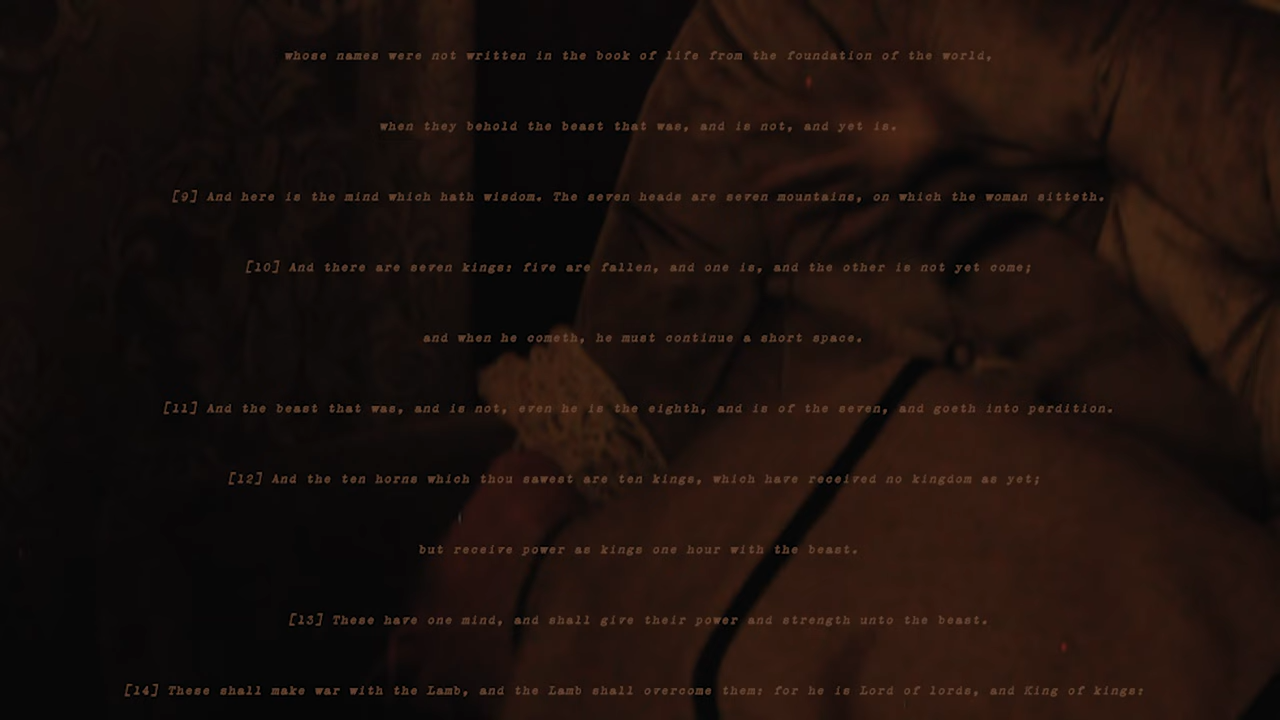 whose names were not written in the book of life from the foundation of the world,
when they behold the beast that was, and is not, and yet is.
[9] And here is the mind which hath wisdom. The seven heads are seven mountains, on which the woman sitteth.
[10] And there are seven kings: five are fallen, and one is, and the other is not yet come;
and when he cometh, he must continue a short space.
[11] And the beast that was, and is not, even he is the eighth, and is of the seven, and goeth into perdition.
[12] And the ten horns which thou sawest are ten kings, which have received no kingdom as yet;
but receive power as kings one hour with the beast.
[13] These have one mind, and shall give their power and strength unto the beast.
[14] These shall make war with the Lamb, and the Lamb shall overcome them: for he is Lord of lords, and King of kings: